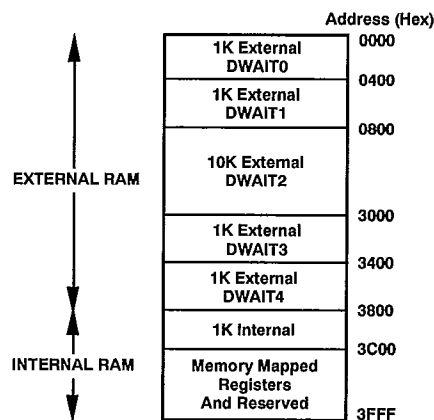 Address (Hex)
0000
1K External
DWAIT0
0400
1K External
DWAIT1
0800
10K External
DWAIT2
EXTERNAL RAM
3000
1K External
DWAIT3
3400
1K External
DWAIT4
3800
1K Internal
3C00
INTERNAL RAM
Memory Mapped
Registers
And Reserved
3FFF